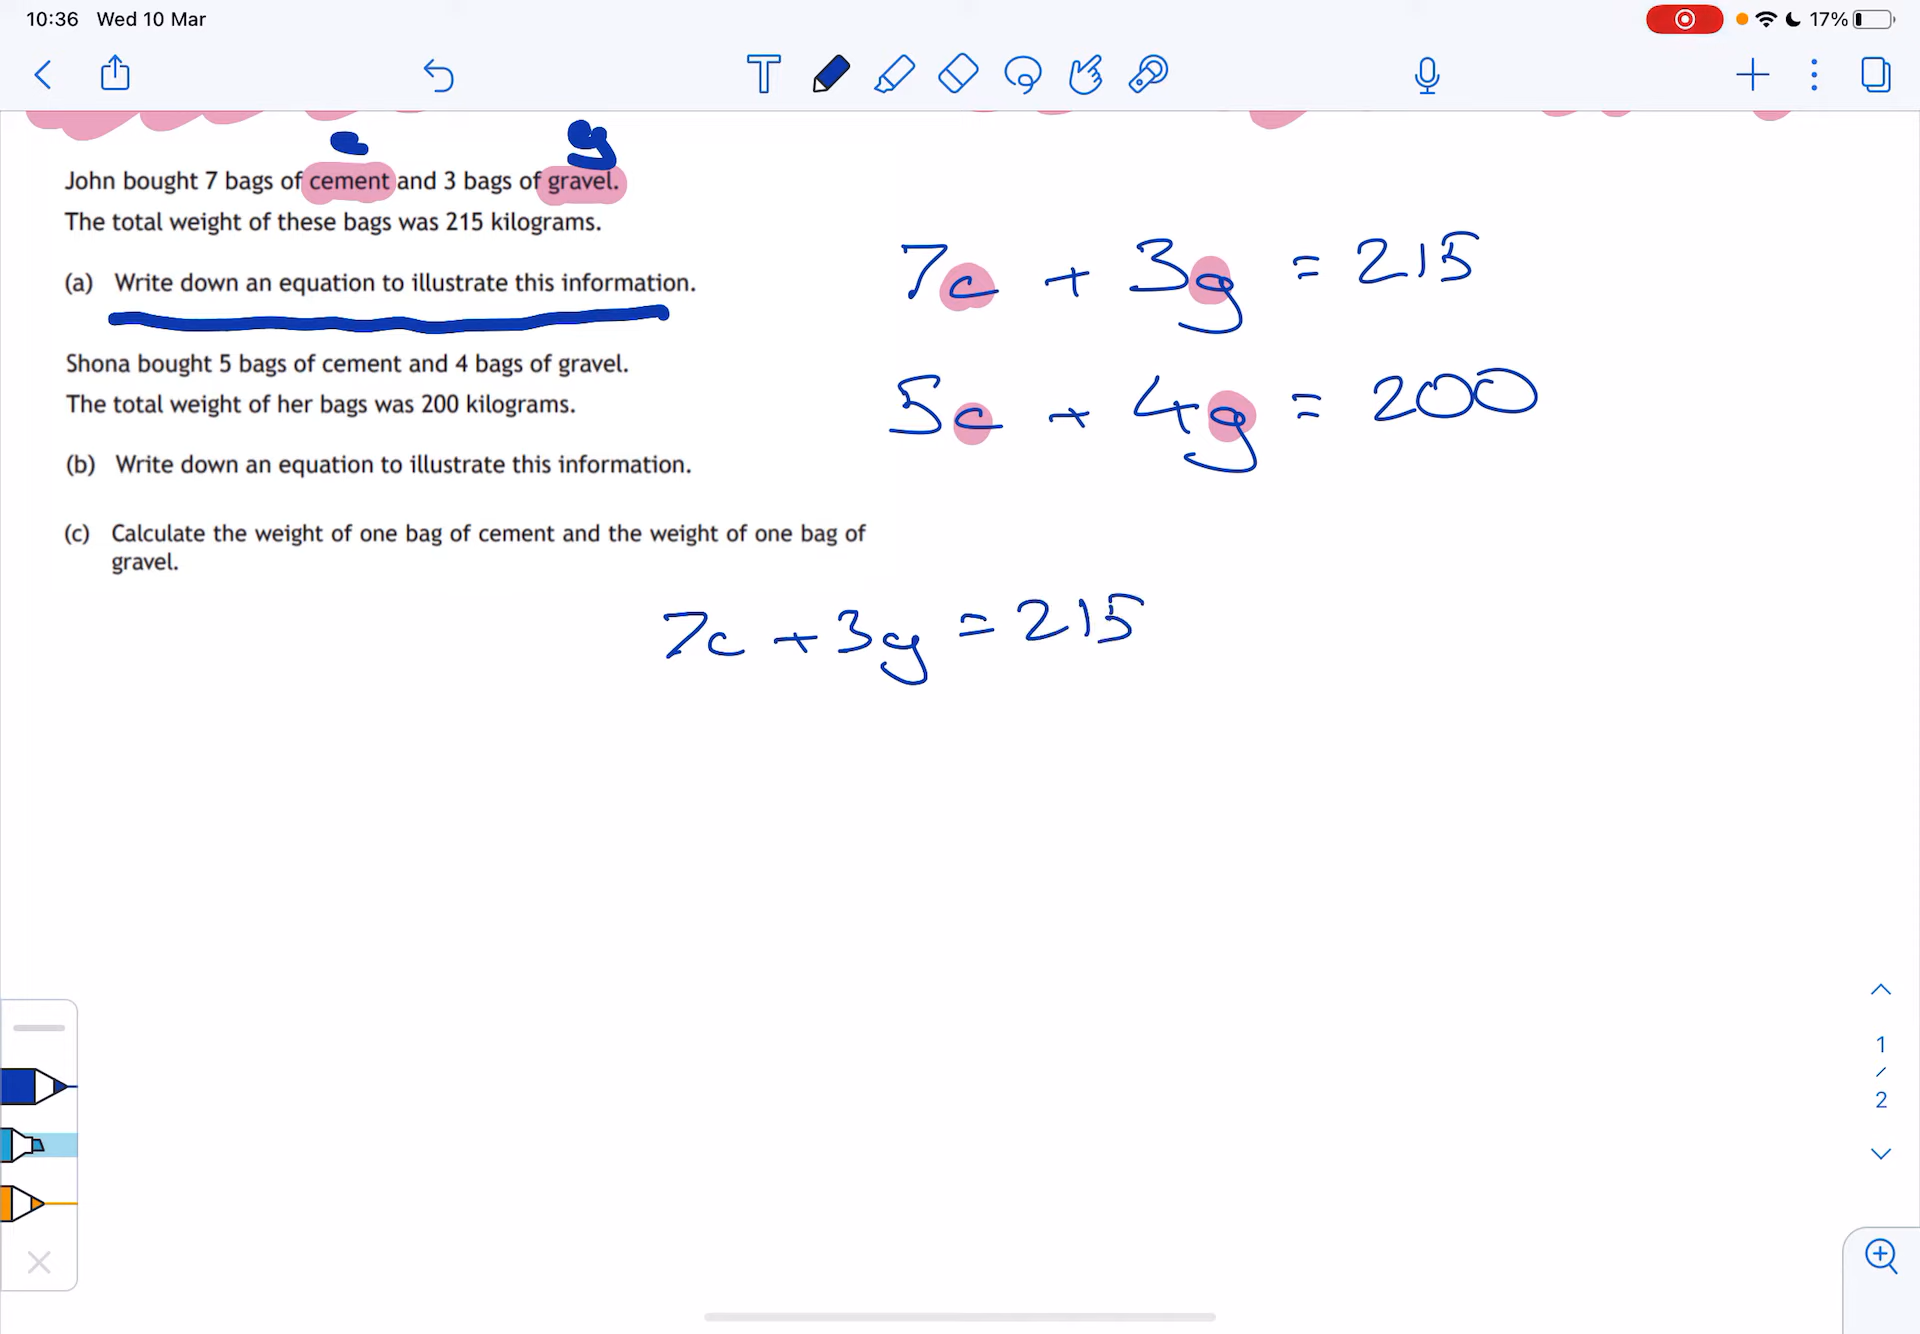 10:36 Wed 10 Mar
17%
T
c g
John bought 7 bags of cement and 3 bags of gravel.
The total weight of these bags was 215 kilograms.
(a) Write down an equation to illustrate this information.
7c + 3g = 215
Shona bought 5 bags of cement and 4 bags of gravel.
The total weight of her bags was 200 kilograms.
5c + 4g = 200
(b) Write down an equation to illustrate this information.
(c) Calculate the weight of one bag of cement and the weight of one bag of
gravel.
7c + 3g = 215
1
/
2